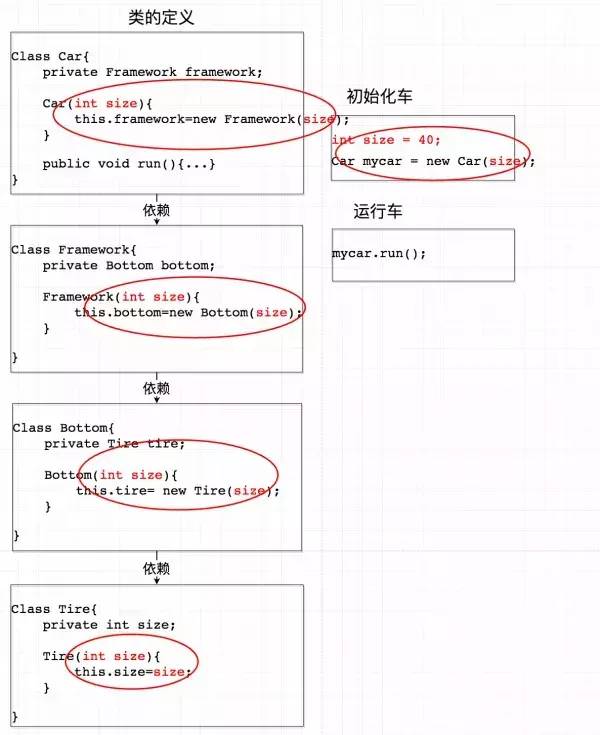 类的定义
Class Car{
private Framework framework;
Car(int size){
this.framework=new Framework(size);
}
public void run(){...}
}
依赖
Class Framework{
private Bottom bottom;
Framework(int size){
this.bottom=new Bottom(size);
}
}
依赖
Class Bottom{
private Tire tire;
Bottom(int size){
this.tire= new Tire(size);
}
}
依赖
Class Tire{
private int size;
Tire(int size){
this.size=size;
}
}
初始化车
int size = 40;
Car mycar = new Car(size);
运行车
mycar.run();